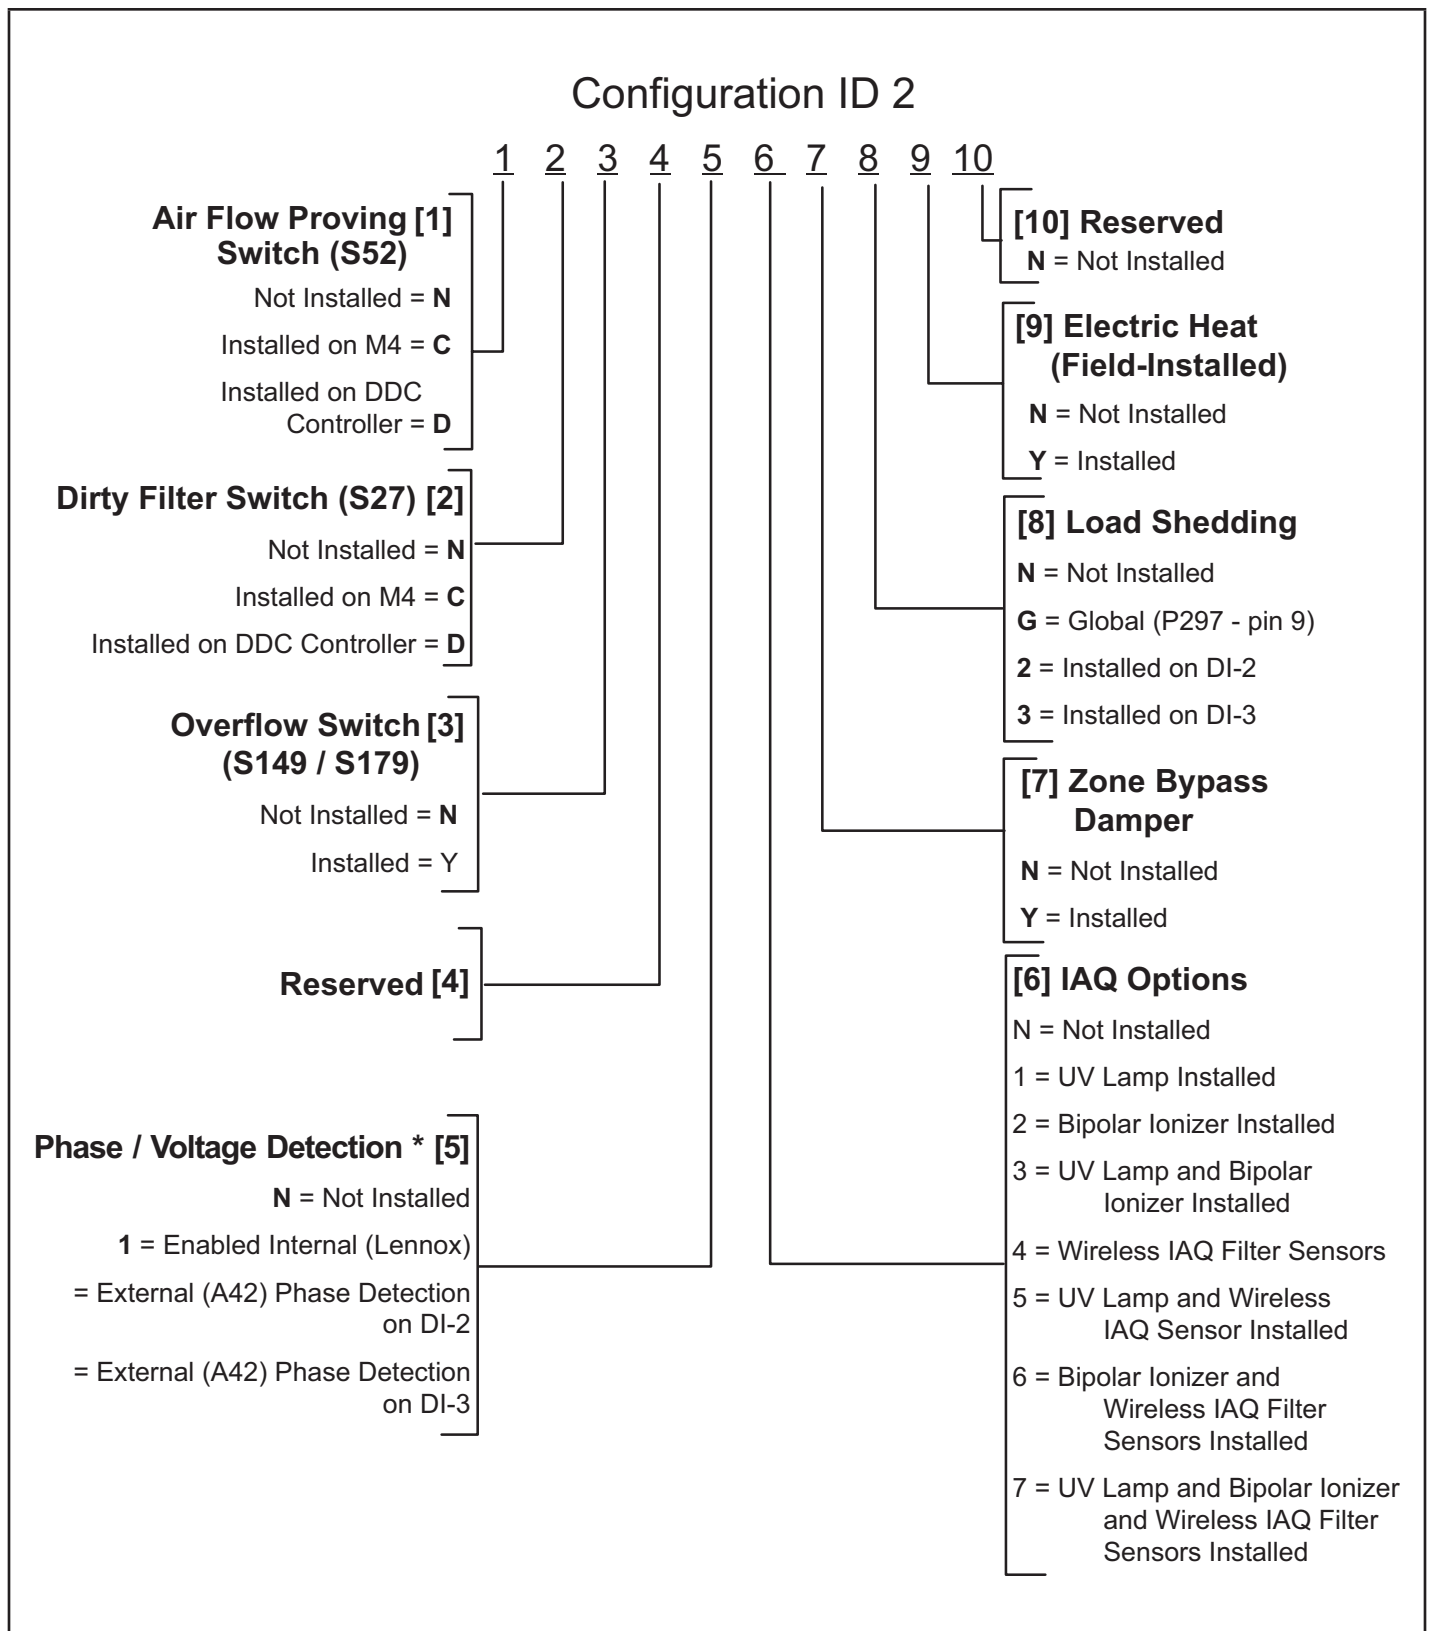 Configuration ID 2
1 2 3 4 5 6 7 8 9 10
Air Flow Proving [1]
Switch (S52)
Not Installed = N
Installed on M4 = C
Installed on DDC
Controller = D
Dirty Filter Switch (S27) [2]
Not Installed = N
Installed on M4 = C
Installed on DDC Controller = D
Overflow Switch [3]
(S149 / S179)
Not Installed = N
Installed = Y
Reserved [4]
Phase / Voltage Detection * [5]
N = Not Installed
1 = Enabled Internal (Lennox)
= External (A42) Phase Detection
on DI-2
= External (A42) Phase Detection
on DI-3
[10] Reserved
N = Not Installed
[9] Electric Heat
(Field-Installed)
N = Not Installed
Y = Installed
[8] Load Shedding
N = Not Installed
G = Global (P297 - pin 9)
2 = Installed on DI-2
3 = Installed on DI-3
[7] Zone Bypass
Damper
N = Not Installed
Y = Installed
[6] IAQ Options
N = Not Installed
1 = UV Lamp Installed
2 = Bipolar Ionizer Installed
3 = UV Lamp and Bipolar
Ionizer Installed
4 = Wireless IAQ Filter Sensors
5 = UV Lamp and Wireless
IAQ Sensor Installed
6 = Bipolar Ionizer and
Wireless IAQ Filter
Sensors Installed
7 = UV Lamp and Bipolar Ionizer
and Wireless IAQ Filter
Sensors Installed